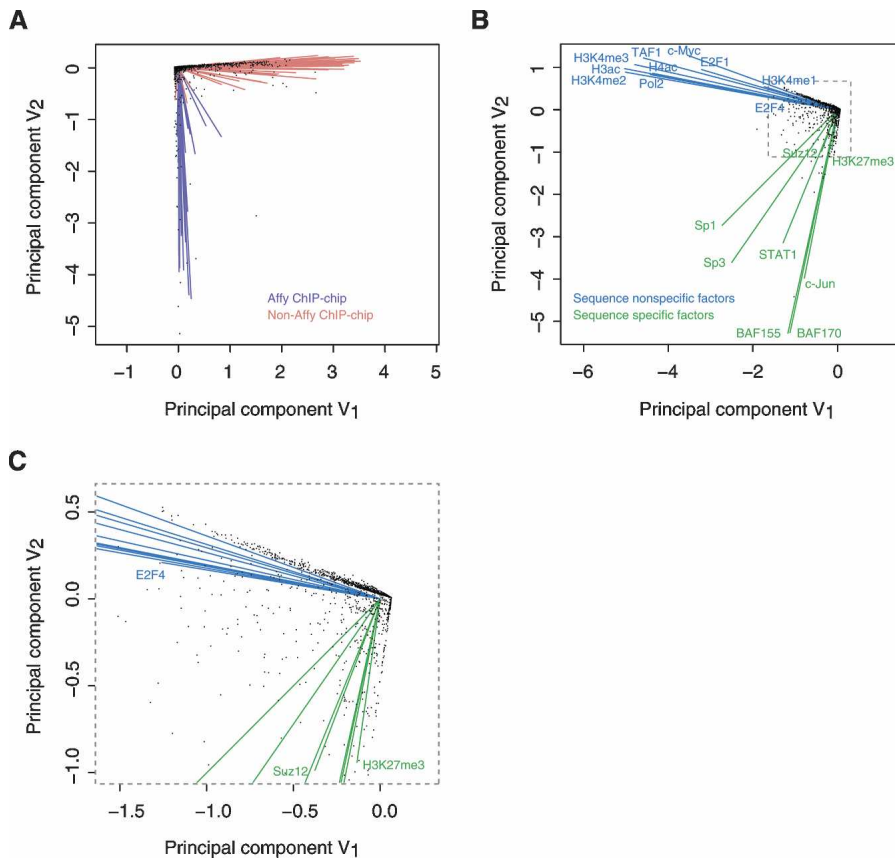 A
0
−1
−2
−3
−4
−5
Principal component V2
Affy ChIP-chip
Non-Affy ChIP-chip
−1 0 1 2 3 4 5
Principal component V1
B
1
0
−1
−2
−3
−4
−5
Principal component V2
TAF1 c-Myc
H3K4me3 E2F1
H3ac H4ac
H3K4me2 Pol2 H3K4me1
E2F4
Suz12 H3K27me3
Sp1
STAT1
Sp3
c-Jun
Sequence nonspecific factors
Sequence specific factors
BAF155 BAF170
−6 −4 −2 0
Principal component V1
C
0.5
0.0
−0.5
−1.0
Principal component V2
E2F4
Suz12 H3K27me3
−1.5 −1.0 −0.5 0.0
Principal component V1